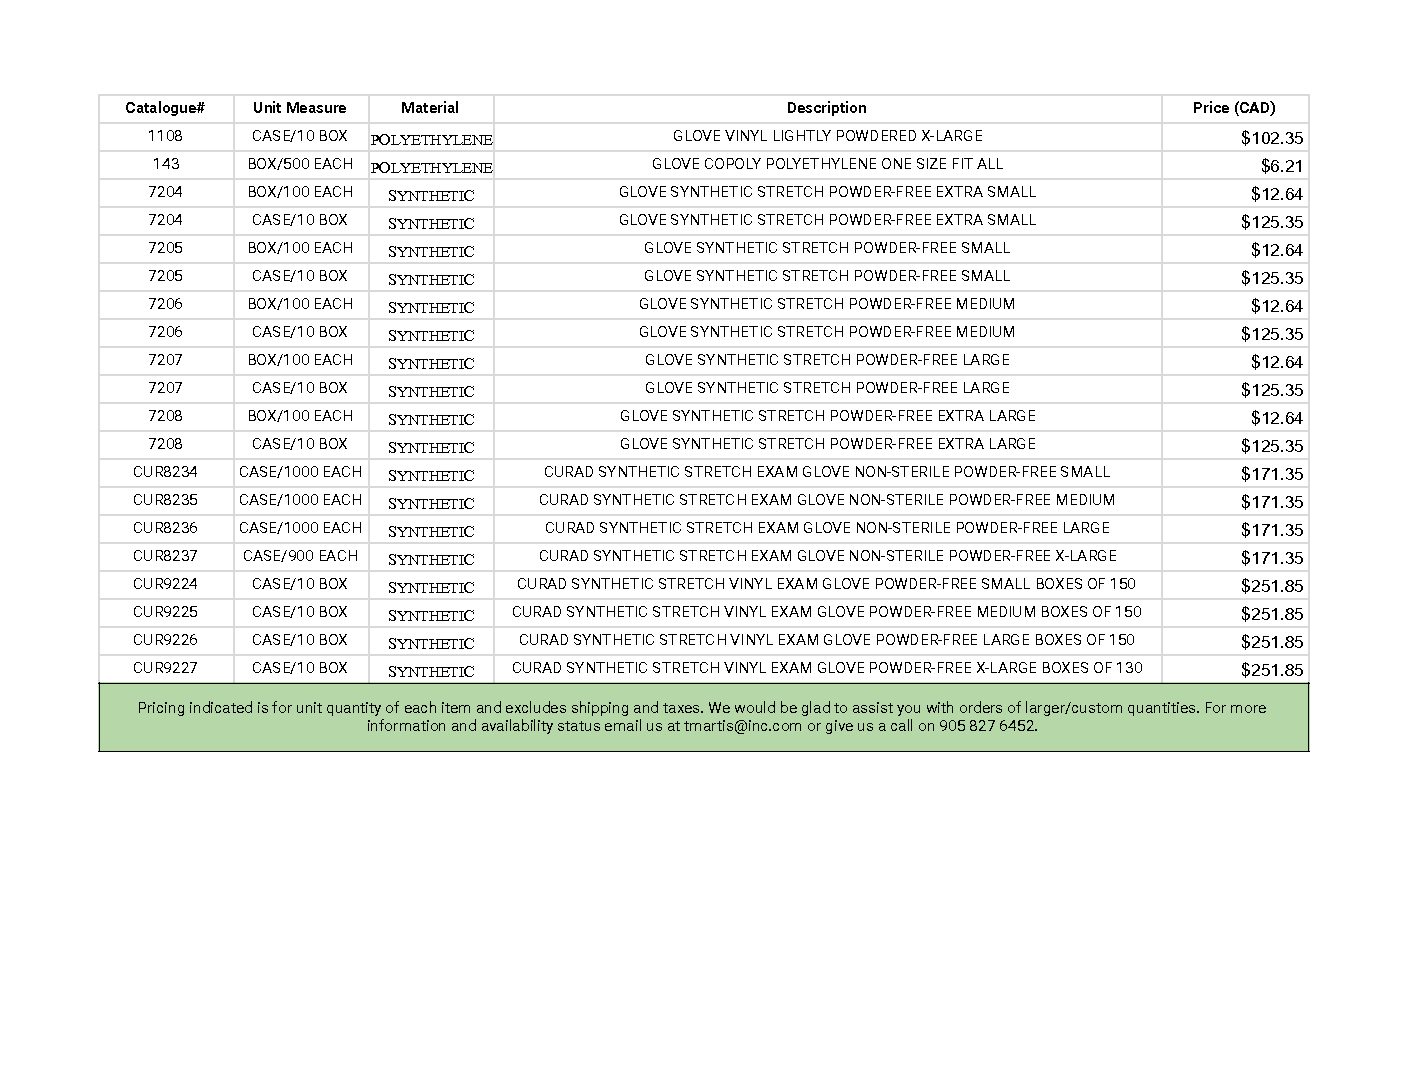 Catalogue# Unit Measure Material Description Price (CAD)
1108 CASE/10 BOX POLYETHYLENE GLOVE VINYL LIGHTLY POWDERED X-LARGE $102.35
143 BOX/500 EACH POLYETHYLENE GLOVE COPOLY POLYETHYLENE ONE SIZE FIT ALL $6.21
7204 BOX/100 EACH SYNTHETIC GLOVE SYNTHETIC STRETCH POWDER-FREE EXTRA SMALL $12.64
7204 CASE/10 BOX SYNTHETIC GLOVE SYNTHETIC STRETCH POWDER-FREE EXTRA SMALL $125.35
7205 BOX/100 EACH SYNTHETIC GLOVE SYNTHETIC STRETCH POWDER-FREE SMALL $12.64
7205 CASE/10 BOX SYNTHETIC GLOVE SYNTHETIC STRETCH POWDER-FREE SMALL $125.35
7206 BOX/100 EACH SYNTHETIC GLOVE SYNTHETIC STRETCH POWDER-FREE MEDIUM $12.64
7206 CASE/10 BOX SYNTHETIC GLOVE SYNTHETIC STRETCH POWDER-FREE MEDIUM $125.35
7207 BOX/100 EACH SYNTHETIC GLOVE SYNTHETIC STRETCH POWDER-FREE LARGE $12.64
7207 CASE/10 BOX SYNTHETIC GLOVE SYNTHETIC STRETCH POWDER-FREE LARGE $125.35
7208 BOX/100 EACH SYNTHETIC GLOVE SYNTHETIC STRETCH POWDER-FREE EXTRA LARGE $12.64
7208 CASE/10 BOX SYNTHETIC GLOVE SYNTHETIC STRETCH POWDER-FREE EXTRA LARGE $125.35
CUR8234 CASE/1000 EACH SYNTHETIC CURAD SYNTHETIC STRETCH EXAM GLOVE NON-STERILE POWDER-FREE SMALL $171.35
CUR8235 CASE/1000 EACH SYNTHETIC CURAD SYNTHETIC STRETCH EXAM GLOVE NON-STERILE POWDER-FREE MEDIUM $171.35
CUR8236 CASE/1000 EACH SYNTHETIC CURAD SYNTHETIC STRETCH EXAM GLOVE NON-STERILE POWDER-FREE LARGE $171.35
CUR8237 CASE/900 EACH SYNTHETIC CURAD SYNTHETIC STRETCH EXAM GLOVE NON-STERILE POWDER-FREE X-LARGE $171.35
CUR9224 CASE/10 BOX SYNTHETIC CURAD SYNTHETIC STRETCH VINYL EXAM GLOVE POWDER-FREE SMALL BOXES OF 150 $251.85
CUR9225 CASE/10 BOX SYNTHETIC CURAD SYNTHETIC STRETCH VINYL EXAM GLOVE POWDER-FREE MEDIUM BOXES OF 150 $251.85
CUR9226 CASE/10 BOX SYNTHETIC CURAD SYNTHETIC STRETCH VINYL EXAM GLOVE POWDER-FREE LARGE BOXES OF 150 $251.85
CUR9227 CASE/10 BOX SYNTHETIC CURAD SYNTHETIC STRETCH VINYL EXAM GLOVE POWDER-FREE X-LARGE BOXES OF 130 $251.85
Pricing indicated is for unit quantity of each item and excludes shipping and taxes. We would be glad to assist you with orders of larger/custom quantities. For more
information and availability status email us at tmartis@inc.com or give us a call on 905 827 6452.